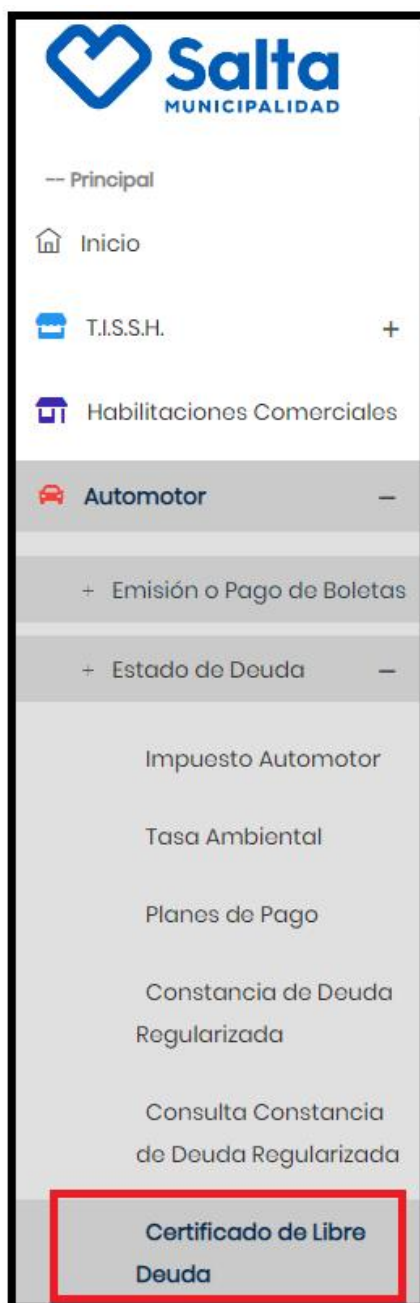 Salta
MUNICIPALIDAD
-- Principal
Inicio
T.I.S.S.H. +
Habilitaciones Comerciales
Automotor −
+ Emisión o Pago de Boletas
+ Estado de Deuda −
Impuesto Automotor
Tasa Ambiental
Planes de Pago
Constancia de Deuda
Regularizada
Consulta Constancia
de Deuda Regularizada
Certificado de Libre
Deuda